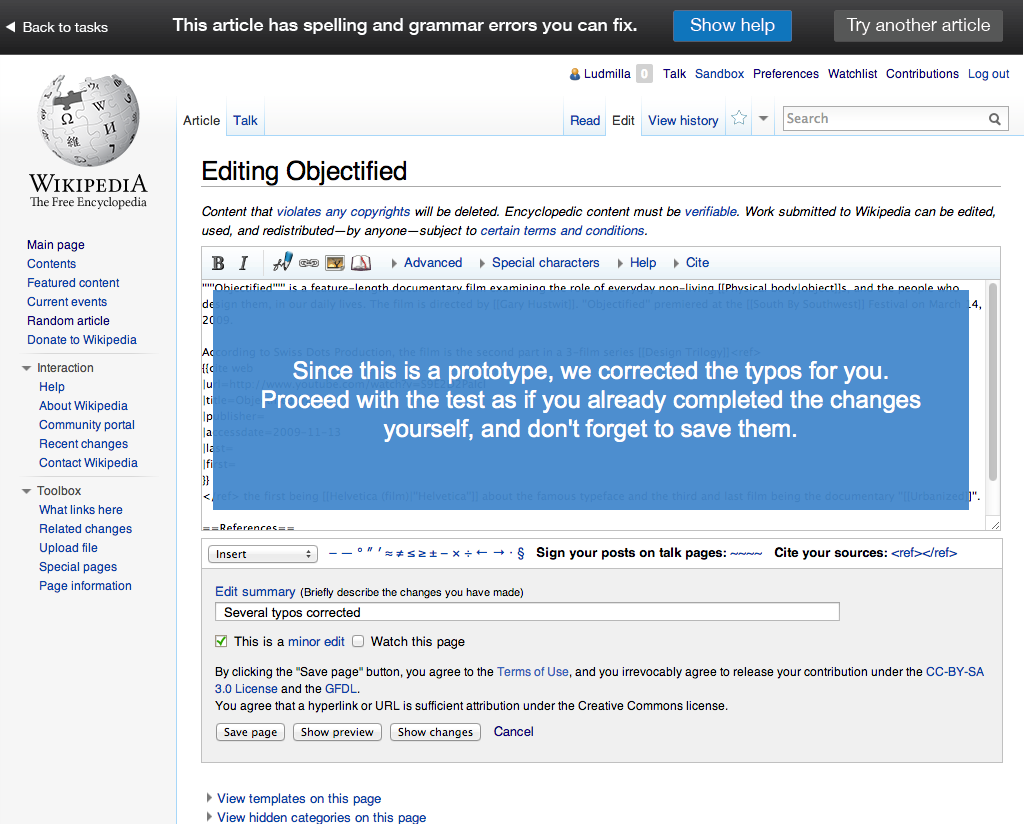 Back to tasks
This article has spelling and grammar errors you can fix.
Show help
Try another article
Ludmilla 0 Talk Sandbox Preferences Watchlist Contributions Log out
WIKIPEDIA
The Free Encyclopedia
Article Talk
Read Edit View history
Search
Main page
Contents
Featured content
Current events
Random article
Donate to Wikipedia
Interaction
Help
About Wikipedia
Community portal
Recent changes
Contact Wikipedia
Toolbox
What links here
Related changes
Upload file
Special pages
Page information
Editing Objectified
Content that violates any copyrights will be deleted. Encyclopedic content must be verifiable. Work submitted to Wikipedia can be edited,
used, and redistributed—by anyone—subject to certain terms and conditions.
B I Advanced Special characters Help Cite
"""Objectified""" is a feature-length documentary film examining the role of everyday non-living [[Physical body|object]]s, and the people who
design them, in our daily lives. The film is directed by [[Gary Hustwit]]. "Objectified" premiered at the [[South By Southwest]] Festival on March 14,
2009.
According to Swiss Dots Production, the film is the second part in a 3-film series [[Design Trilogy]]<ref>
{{cite web
|url=http://www.youtube.com/watch?v=
|title=Obje
|publisher=
|accessdate=2009-11-13
|last=
|first=
}}
</ref> the first being [[Helvetica (film)|"Helvetica"]] about the famous typeface and the third and last film being the documentary "[[Urbanized]]".
==References==
Since this is a prototype, we corrected the typos for you.
Proceed with the test as if you already completed the changes
yourself, and don't forget to save them.
Insert – — ° ″ ′ ≈ ≠ ≤ ≥ ± − × ÷ ← → · § Sign your posts on talk pages: ~~~~ Cite your sources: <ref></ref>
Edit summary (Briefly describe the changes you have made)
Several typos corrected
This is a minor edit Watch this page
By clicking the "Save page" button, you agree to the Terms of Use, and you irrevocably agree to release your contribution under the CC-BY-SA
3.0 License and the GFDL.
You agree that a hyperlink or URL is sufficient attribution under the Creative Commons license.
Save page Show preview Show changes Cancel
View templates on this page
View hidden categories on this page